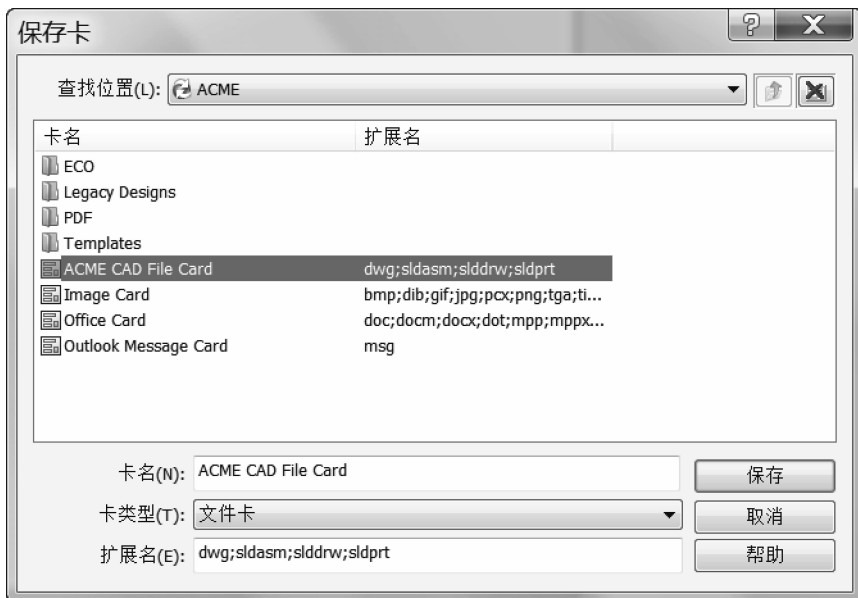 保存卡
查找位置(L): ACME
卡名 扩展名
ECO
Legacy Designs
PDF
Templates
ACME CAD File Card dwg;sldasm;slddrw;sldprt
Image Card bmp;dib;gif;jpg;pcx;png;tga;ti...
Office Card doc;docm;docx;dot;mpp;mppx...
Outlook Message Card msg
卡名(N): ACME CAD File Card 保存
卡类型(T): 文件卡 取消
扩展名(E): dwg;sldasm;slddrw;sldprt 帮助